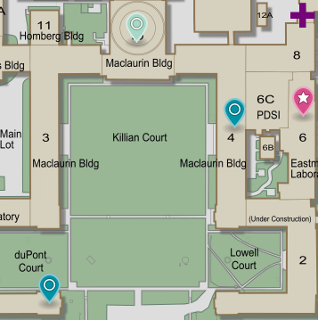 11
12A
Homberg Bldg
s Bldg
Maclaurin Bldg
8
6C
PDSI
Main
Lot
3
Killian Court
4
6
6B
Maclaurin Bldg
Maclaurin Bldg
Eastm
Labora
atory
(Under Construction)
duPont
Court
Lowell
Court
2